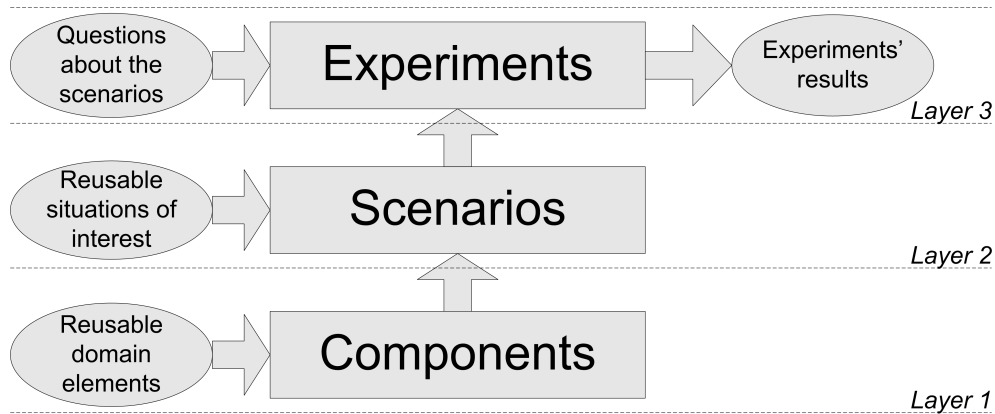 Questions
about the
scenarios
Experiments
Experiments’
results
Layer 3
Reusable
situations of
interest
Scenarios
Layer 2
Reusable
domain
elements
Components
Layer 1